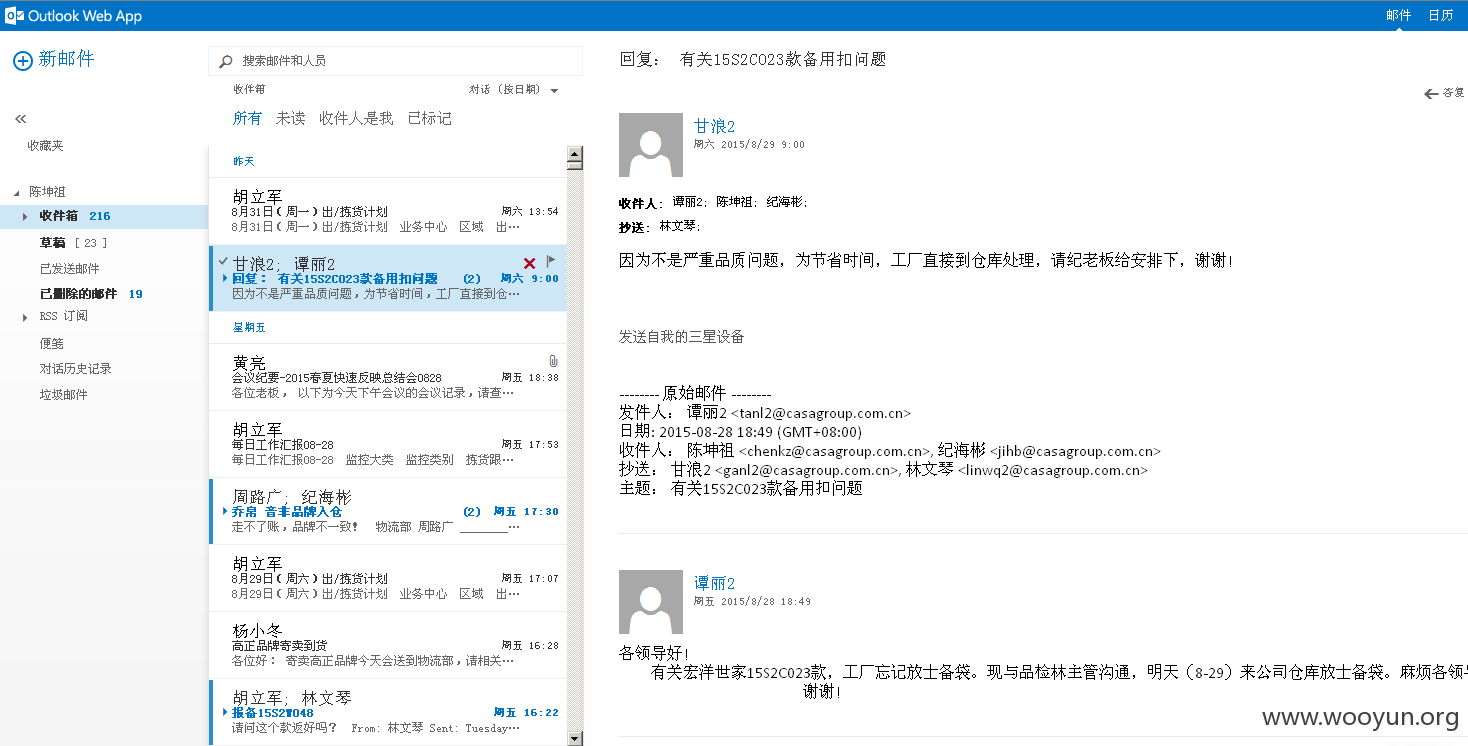 Outlook Web App
邮件 日历
新邮件
搜索邮件和人员
收件箱 对话（按日期）
所有 未读 收件人是我 已标记
«
收藏夹
陈坤祖
收件箱 216
草稿 [ 23 ]
已发送邮件
已删除的邮件 19
RSS 订阅
便笺
对话历史记录
垃圾邮件
昨天
胡立军
8月31日(周一)出/拣货计划 周六 13:54
8月31日(周一)出/拣货计划 业务中心 区域 出…
甘浪2; 谭丽2
回复： 有关15S2C023款备用扣问题 (2) 周六 9:00
因为不是严重品质问题，为节省时间，工厂直接到仓…
星期五
黄亮
会议纪要-2015春夏快速反映总结会0828 周五 18:38
各位老板， 以下为今天下午会议的会议记录，请查…
胡立军
每日工作汇报08-28 周五 17:53
每日工作汇报08-28 监控大类 监控类别 拣货跟…
周路广; 纪海彬
乔帛 音非品牌入仓 (2) 周五 17:30
走不了账，品牌不一致！ 物流部 周路广 ________…
胡立军
8月29日(周六)出/拣货计划 周五 17:07
8月29日(周六)出/拣货计划 业务中心 区域 出…
杨小冬
高正品牌寄卖到货 周五 16:28
各位好： 寄卖高正品牌今天会送到物流部，请相关…
胡立军; 林文琴
报备15S2W048 周五 16:22
请问这个款返好吗？ From: 林文琴 Sent: Tuesday…
回复： 有关15S2C023款备用扣问题
答复
甘浪2
周六 2015/8/29 9:00
收件人: 谭丽2; 陈坤祖; 纪海彬;
抄送: 林文琴;
因为不是严重品质问题，为节省时间，工厂直接到仓库处理，请纪老板给安排下，谢谢！
发送自我的三星设备
-------- 原始邮件 --------
发件人： 谭丽2 <tanl2@casagroup.com.cn>
日期: 2015-08-28 18:49 (GMT+08:00)
收件人： 陈坤祖 <chenkz@casagroup.com.cn>, 纪海彬 <jihb@casagroup.com.cn>
抄送： 甘浪2 <ganl2@casagroup.com.cn>, 林文琴 <linwq2@casagroup.com.cn>
主题： 有关15S2C023款备用扣问题
谭丽2
周五 2015/8/28 18:49
各领导好！
有关宏洋世家15S2C023款，工厂忘记放士备袋。现与品检林主管沟通，明天（8-29）来公司仓库放士备袋。麻烦各领
谢谢！
www.wooyun.org